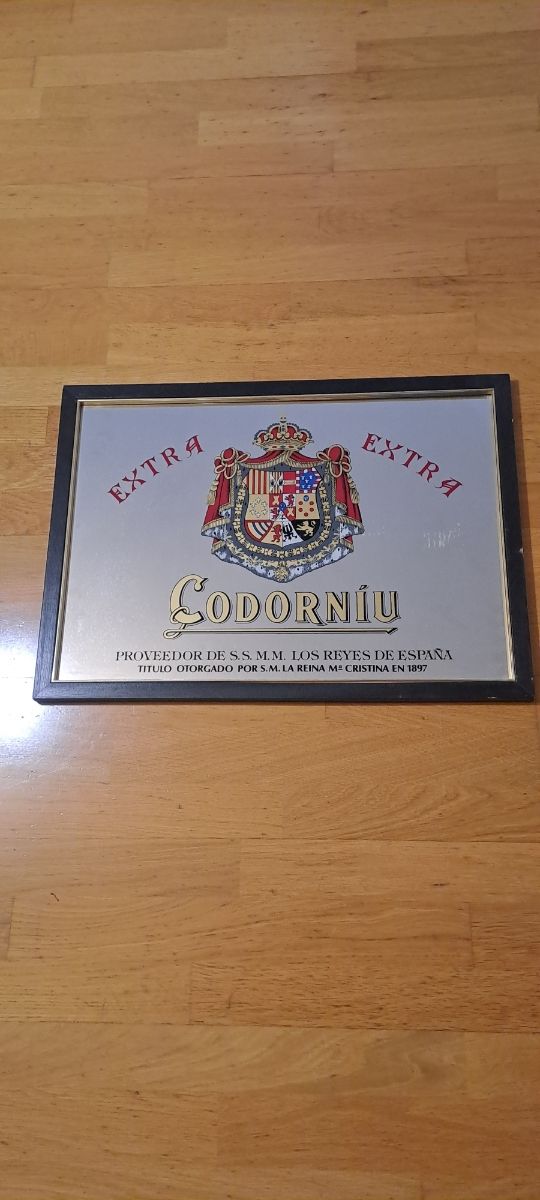 EXTRA EXTRA
CODORNÍU
PROVEEDOR DE S.S.M.M. LOS REYES DE ESPAÑA
TITULO OTORGADO POR S.M. LA REINA Mª CRISTINA EN 1897